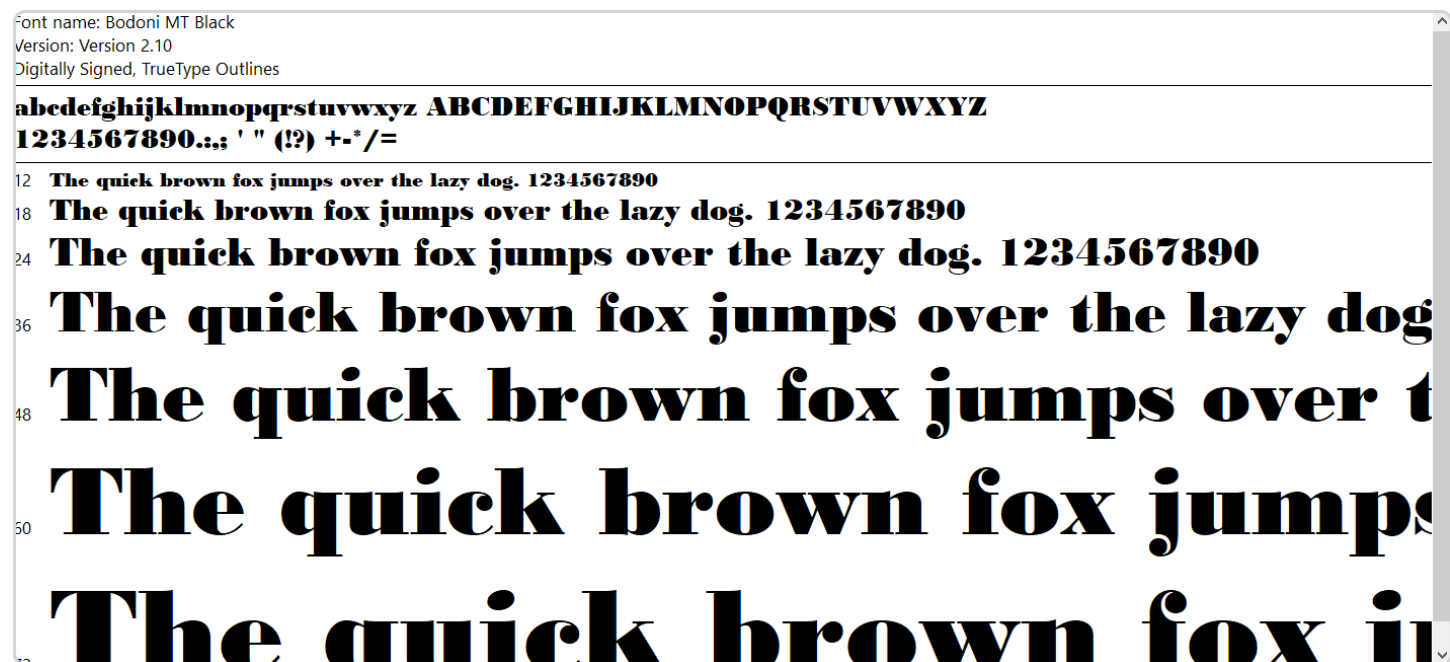 Font name: Bodoni MT Black
Version: Version 2.10
Digitally Signed, TrueType Outlines
abcdefghijklmnopqrstuvwxyz ABCDEFGHIJKLMNOPQRSTUVWXYZ
1234567890.:,; ' " (!?) +-*/=
12 The quick brown fox jumps over the lazy dog. 1234567890
18 The quick brown fox jumps over the lazy dog. 1234567890
24 The quick brown fox jumps over the lazy dog. 1234567890
36 The quick brown fox jumps over the lazy dog
48 The quick brown fox jumps over t
60 The quick brown fox jumps
The quick brown fox j